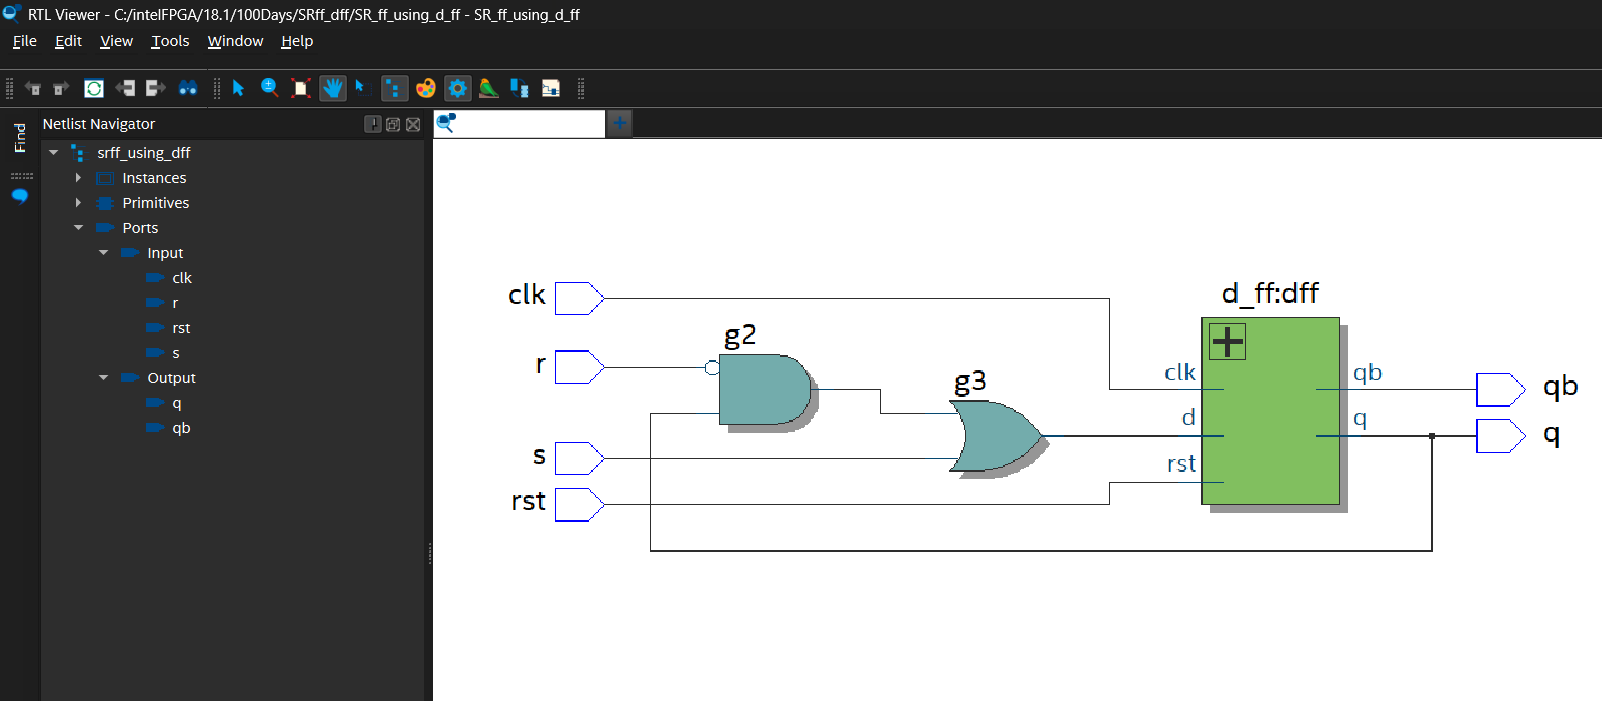 RTL Viewer - C:/intelFPGA/18.1/100Days/SRff_dff/SR_ff_using_d_ff - SR_ff_using_d_ff
File Edit View Tools Window Help
Find
Netlist Navigator
srff_using_dff
Instances
Primitives
Ports
Input
clk
r
rst
s
Output
q
qb
clk
r
s
rst
g2
g3
d_ff:dff
clk
d
rst
qb
q
qb
q